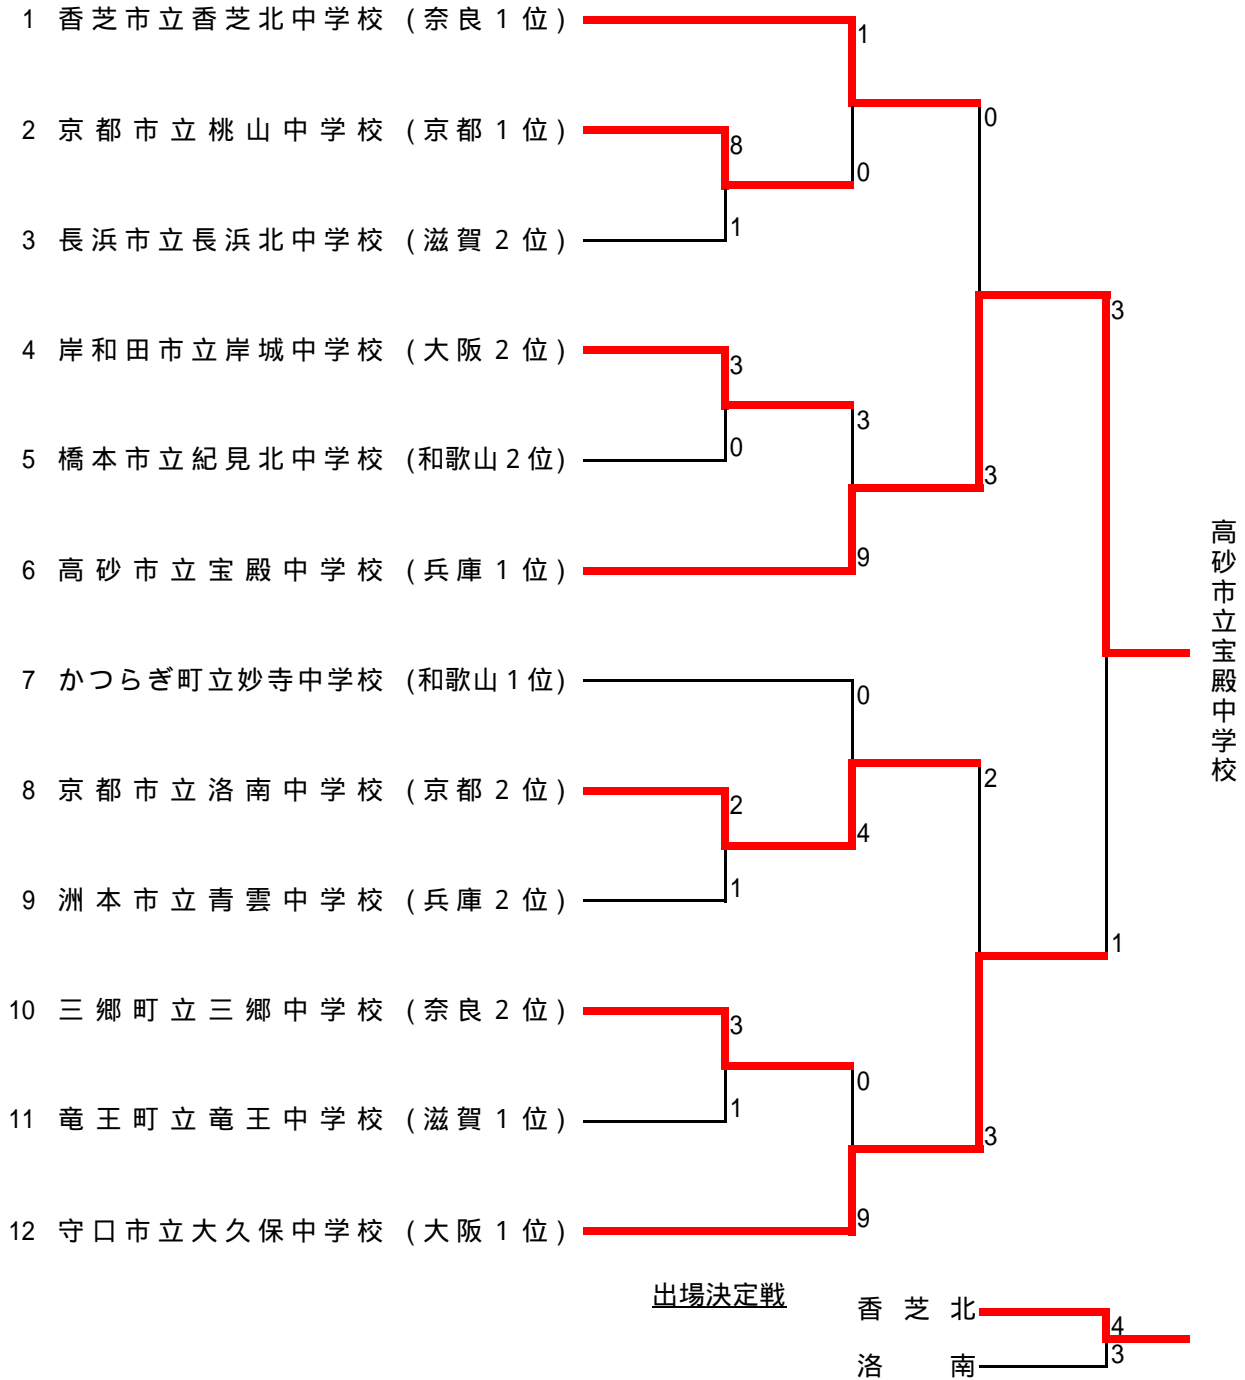 1 香芝市立香芝北中学校 (奈良1位)
1
0
2 京都市立桃山中学校 (京都1位)
8
0
3 長浜市立長浜北中学校 (滋賀2位)
1
3
4 岸和田市立岸城中学校 (大阪2位)
3
3
5 橋本市立紀見北中学校 (和歌山2位)
0
3
6 高砂市立宝殿中学校 (兵庫1位)
9
高砂市立宝殿中学校
7 かつらぎ町立妙寺中学校 (和歌山1位)
0
2
8 京都市立洛南中学校 (京都2位)
2
4
9 洲本市立青雲中学校 (兵庫2位)
1
1
10 三郷町立三郷中学校 (奈良2位)
3
0
11 竜王町立竜王中学校 (滋賀1位)
1
3
12 守口市立大久保中学校 (大阪1位)
9
出場決定戦
香芝北
4
洛南
3